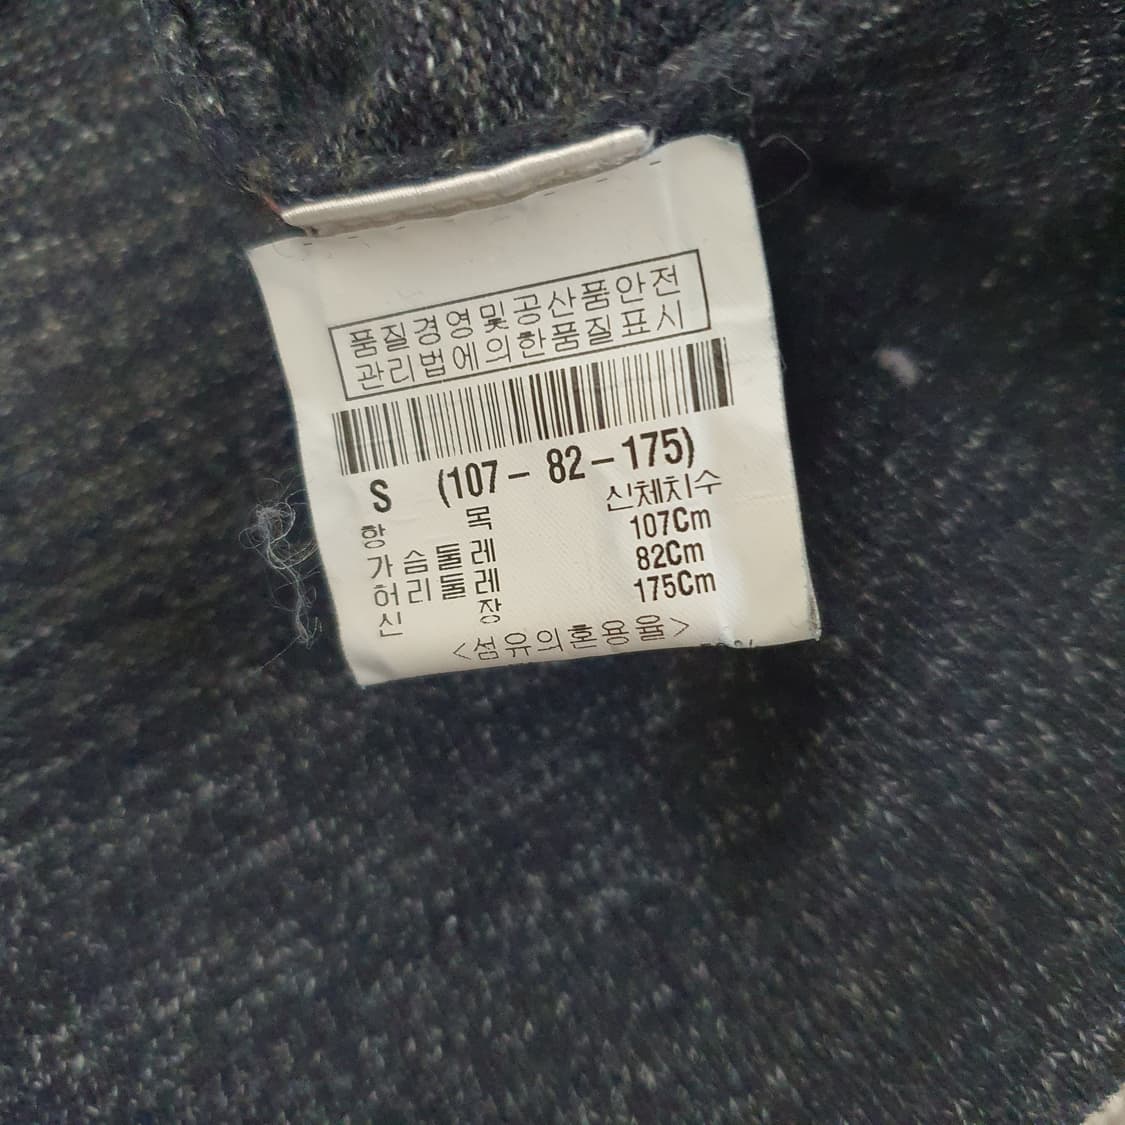 품질경영및공산품안전
관리법에의한품질표시
S (107-82-175)
항목 신체치수
가슴둘레 107Cm
허리둘레 82Cm
신장 175Cm
<섬유의혼용율>